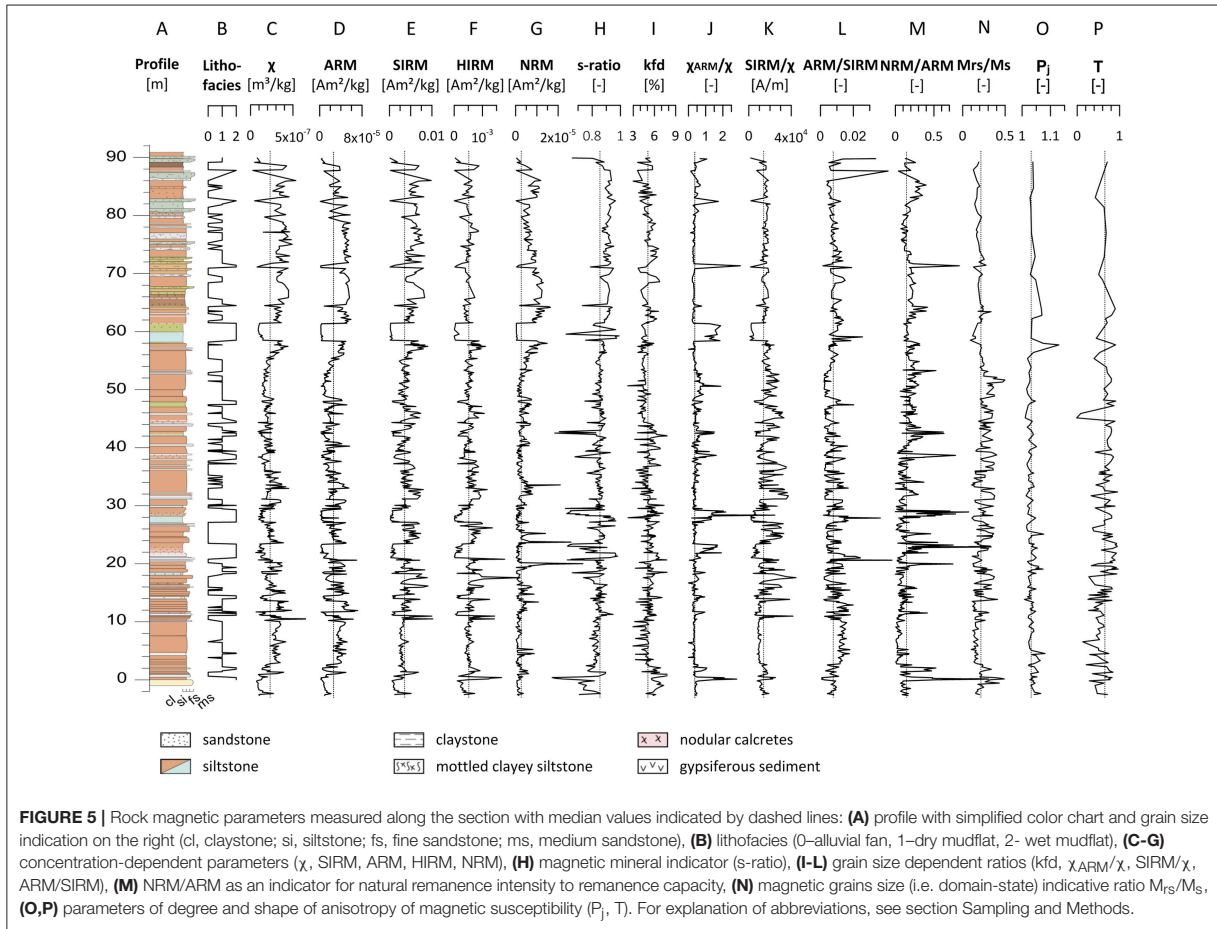 A B C D E F G H I J K L M N O P
Profile Litho- χ ARM SIRM HIRM NRM s-ratio kfd χARM/χ SIRM/χ ARM/SIRM NRM/ARM Mrs/Ms Pj T
[m] facies [m³/kg] [Am²/kg] [Am²/kg] [Am²/kg] [Am²/kg] [-] [%] [-] [A/m] [-] [-] [-] [-] [-]
0 1 2 0 5x10⁻⁷ 0 8x10⁻⁵ 0 0.01 0 10⁻³ 0 2x10⁻⁵ 0.8 1 3 6 9 0 1 2 0 4x10⁴ 0 0.02 0 0.5 0 0.5 1 1.1 0 1
90
80
70
60
50
40
30
20
10
0
cl si fs ms
sandstone claystone nodular calcretes
siltstone mottled clayey siltstone gypsiferous sediment
FIGURE 5 | Rock magnetic parameters measured along the section with median values indicated by dashed lines: (A) profile with simplified color chart and grain size
indication on the right (cl, claystone; si, siltstone; fs, fine sandstone; ms, medium sandstone), (B) lithofacies (0–alluvial fan, 1–dry mudflat, 2- wet mudflat), (C-G)
concentration-dependent parameters (χ, SIRM, ARM, HIRM, NRM), (H) magnetic mineral indicator (s-ratio), (I-L) grain size dependent ratios (kfd, χARM/χ, SIRM/χ,
ARM/SIRM), (M) NRM/ARM as an indicator for natural remanence intensity to remanence capacity, (N) magnetic grains size (i.e. domain-state) indicative ratio Mrs/Ms,
(O,P) parameters of degree and shape of anisotropy of magnetic susceptibility (Pj, T). For explanation of abbreviations, see section Sampling and Methods.